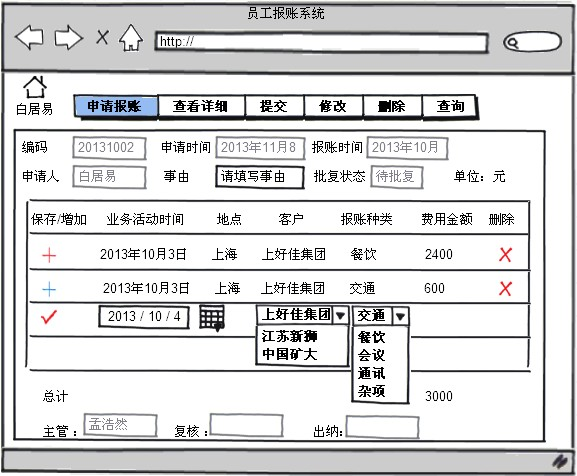 员工报账系统
http://
白居易
申请报账 查看详细 提交 修改 删除 查询
编码 20131002 申请时间 2013年11月8 报账时间 2013年10月
申请人 白居易 事由 请填写事由 批复状态 待批复 单位：元
保存/增加 业务活动时间 地点 客户 报账种类 费用金额 删除
2013年10月3日 上海 上好佳集团 餐饮 2400
2013年10月3日 上海 上好佳集团 交通 600
2013 / 10 / 4 上好佳集团 交通
江苏新狮 餐饮
中国矿大 会议
通讯
杂项
总计 3000
主管： 孟浩然 复核： 出纳：